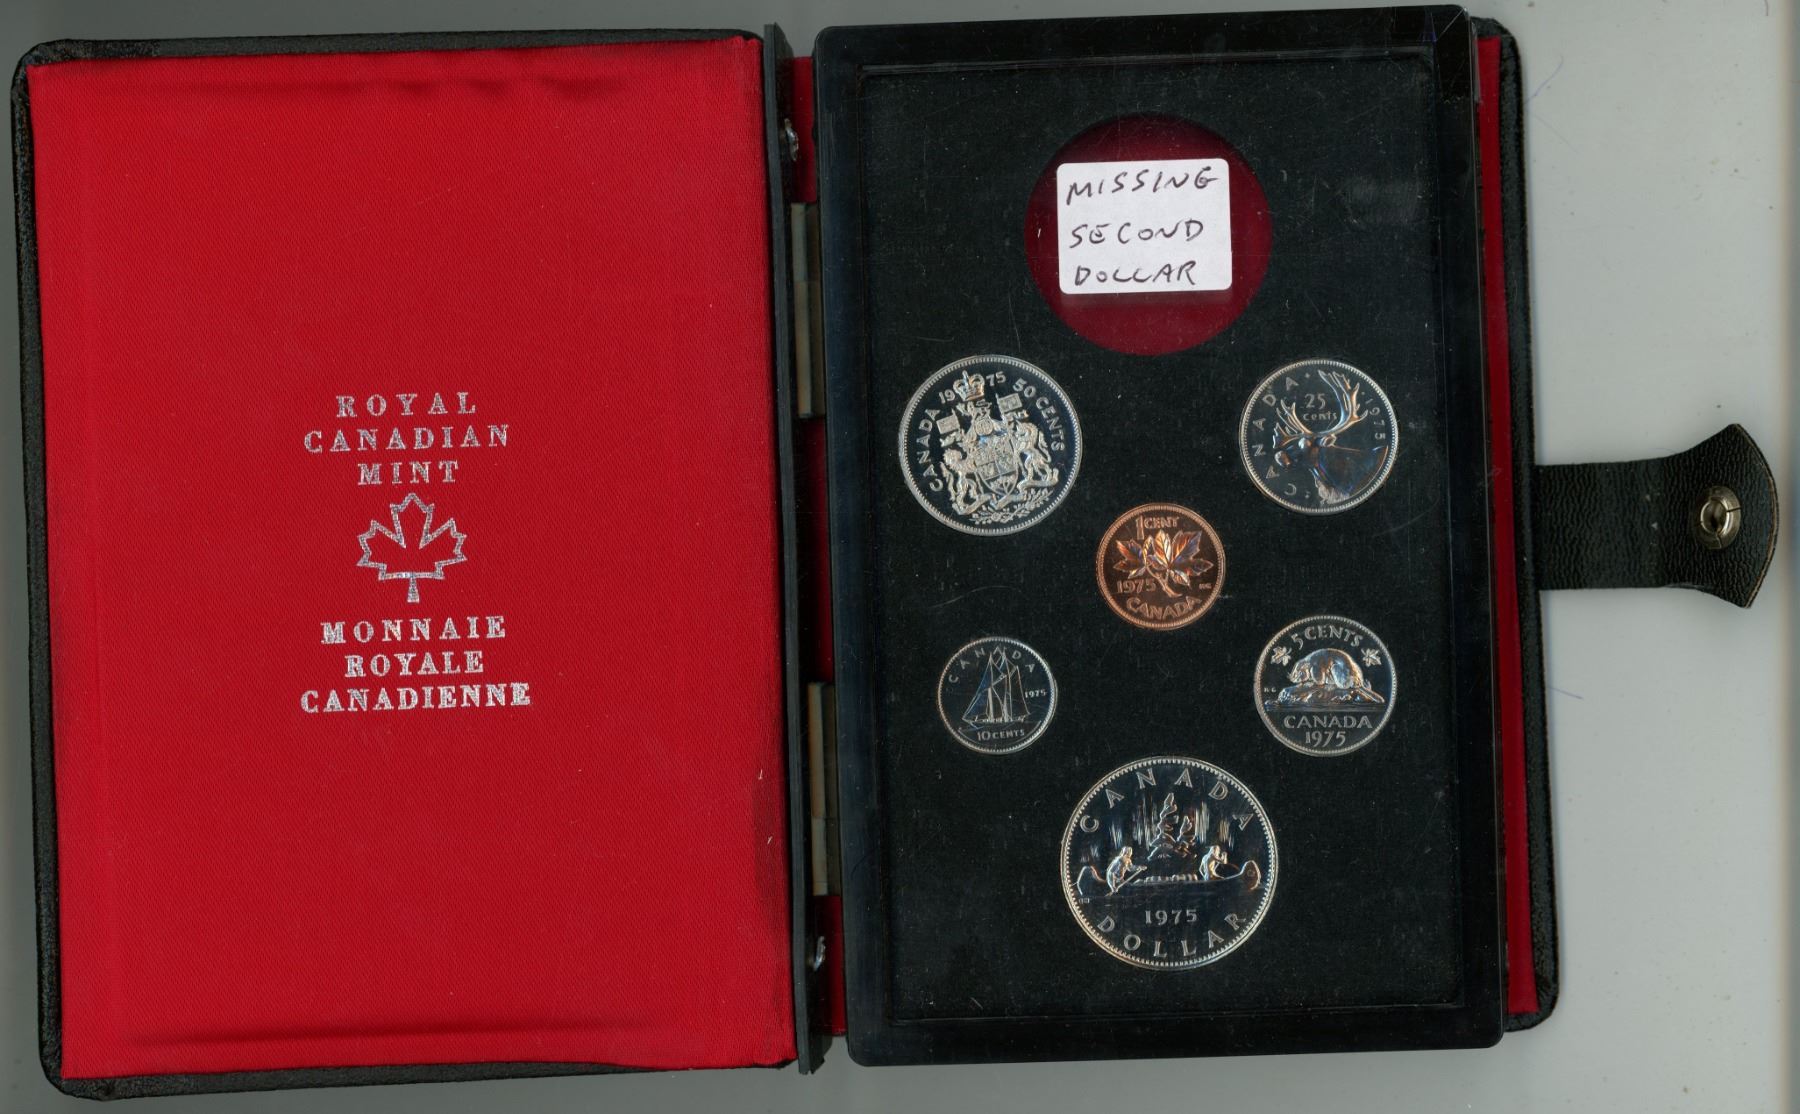 ROYAL
CANADIAN
MINT
MONNAIE
ROYALE
CANADIENNE
MISSING
SECOND
DOLLAR
CANADA 1975 50 CENTS
CANADA 1975
25
cents
1 CENT
1975
CANADA
CANADA
1975
10 CENTS
5 CENTS
CANADA
1975
CANADA
1975
DOLLAR